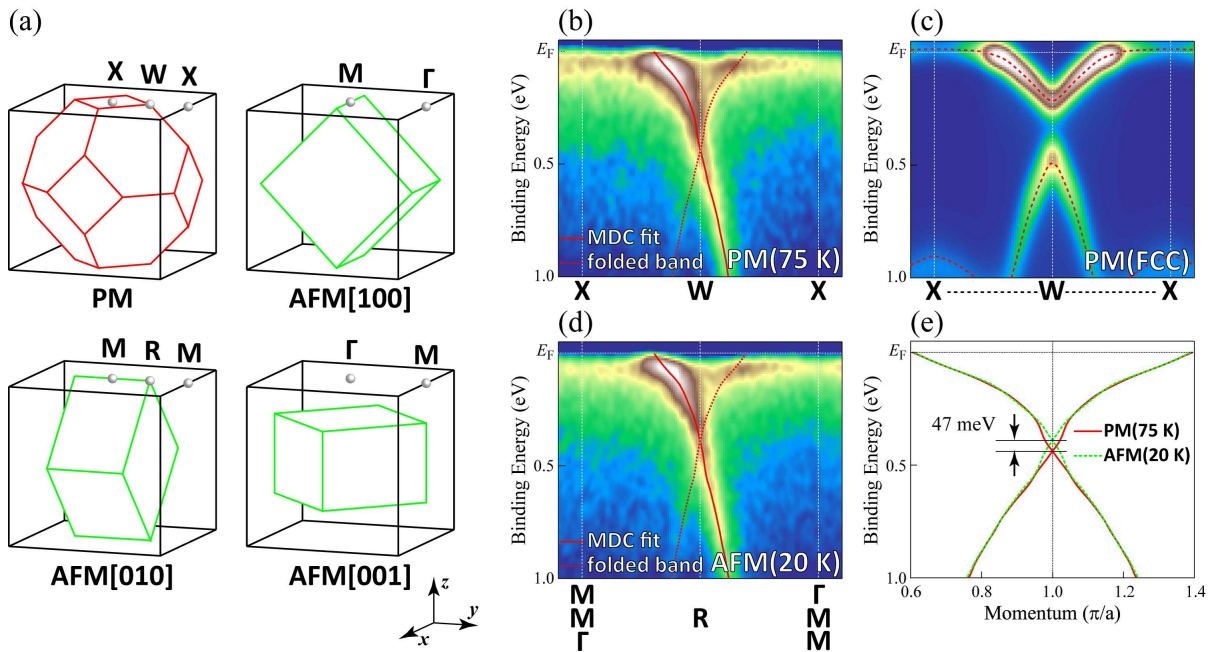 (a)
X W X
PM
M Γ
AFM[100]
M R M
AFM[010]
Γ M
AFM[001]
z
y
x
(b)
E_F
0.5
1.0
Binding Energy (eV)
MDC fit
folded band
PM(75 K)
X W X
(c)
E_F
0.5
1.0
Binding Energy (eV)
PM(FCC)
X W X
(d)
E_F
0.5
1.0
Binding Energy (eV)
MDC fit
folded band
AFM(20 K)
M Γ
M R M
Γ M
(e)
E_F
0.5
1.0
Binding Energy (eV)
47 meV
PM(75 K)
AFM(20 K)
0.6 0.8 1.0 1.2 1.4
Momentum (π/a)